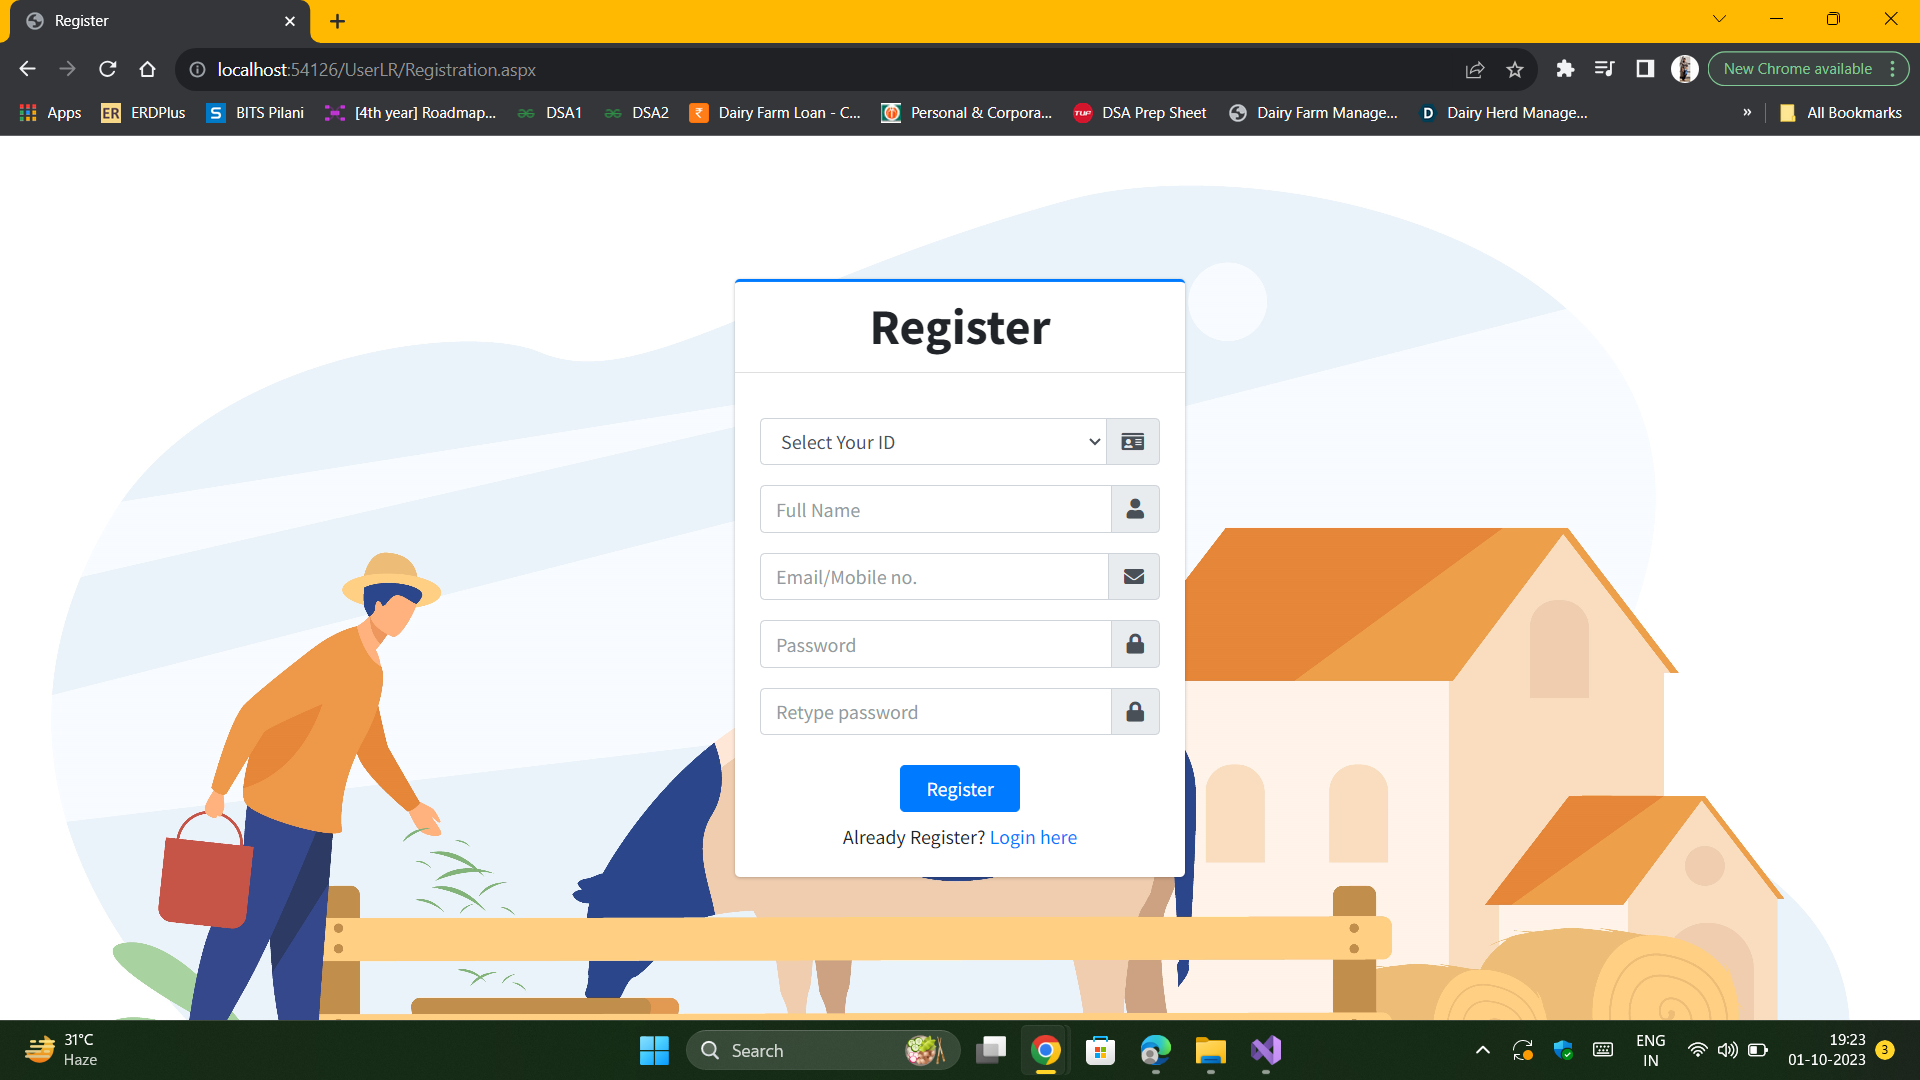 Register
localhost:54126/UserLR/Registration.aspx
New Chrome available
Apps
ER ERDPlus
S BITS Pilani
[4th year] Roadmap...
DSA1
DSA2
₹ Dairy Farm Loan - C...
Personal & Corpora...
TUF DSA Prep Sheet
Dairy Farm Manage...
D Dairy Herd Manage...
»
All Bookmarks
Register
Select Your ID
Full Name
Email/Mobile no.
Password
Retype password
Register
Already Register? Login here
31°C
Haze
Search
ENG
IN
19:23
01-10-2023
3